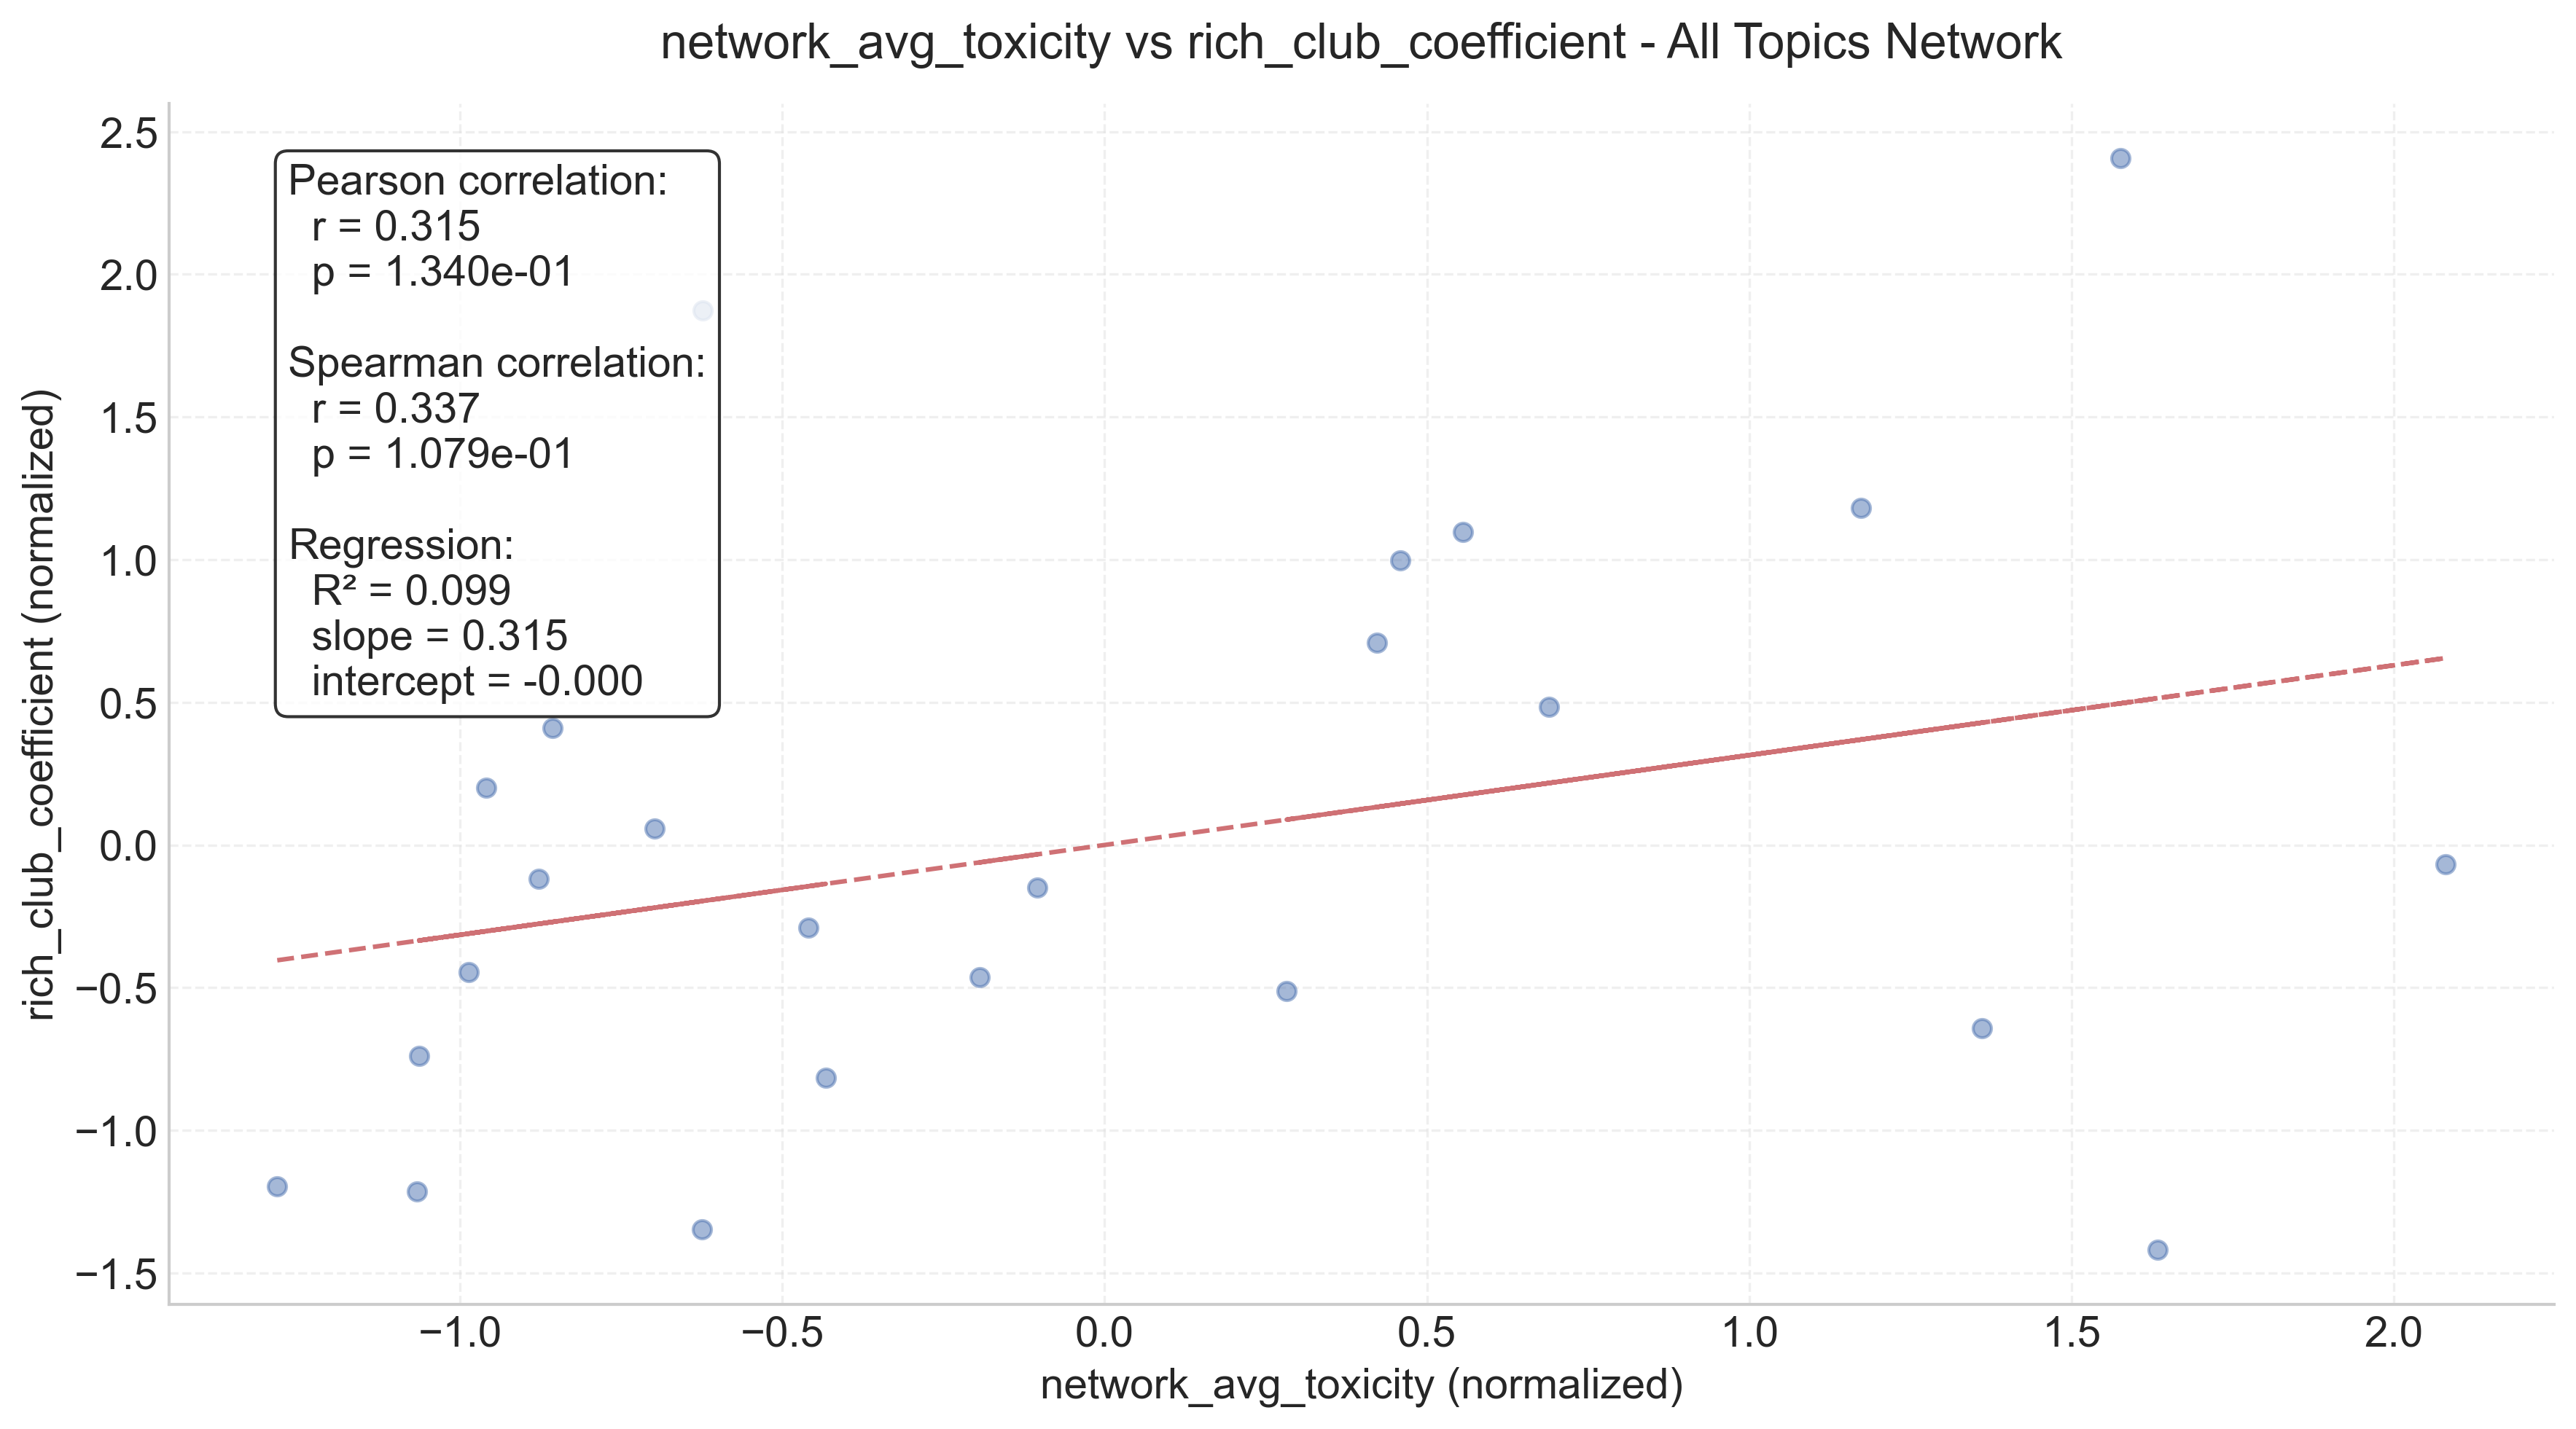 network_avg_toxicity vs rich_club_coefficient - All Topics Network
2.5
2.0
1.5
1.0
0.5
0.0
−0.5
−1.0
−1.5
rich_club_coefficient (normalized)
Pearson correlation:
r = 0.315
p = 1.340e-01
Spearman correlation:
r = 0.337
p = 1.079e-01
Regression:
R² = 0.099
slope = 0.315
intercept = -0.000
−1.0
−0.5
0.0
0.5
1.0
1.5
2.0
network_avg_toxicity (normalized)